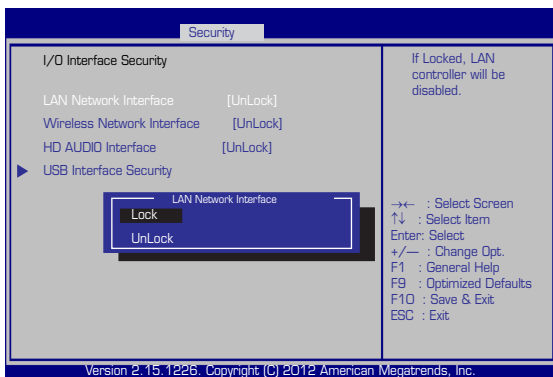 Security
I/O Interface Security
LAN Network Interface [UnLock]
Wireless Network Interface [UnLock]
HD AUDIO Interface [UnLock]
USB Interface Security
LAN Network Interface
Lock
UnLock
If Locked, LAN
controller will be
disabled.
→← : Select Screen
↑↓ : Select Item
Enter: Select
+/— : Change Opt.
F1 : General Help
F9 : Optimized Defaults
F10 : Save & Exit
ESC : Exit
Version 2.15.1226. Copyright (C) 2012 American Megatrends, Inc.